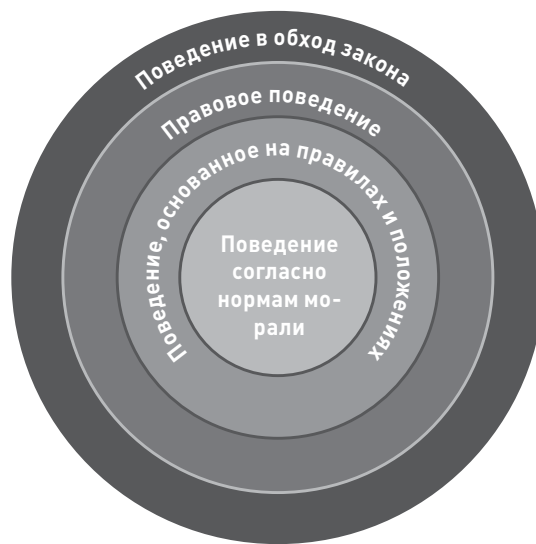 Поведение в обход закона
Правовое поведение
Поведение, основанное на правилах и положениях
Поведение
согласно
нормам мо-
рали